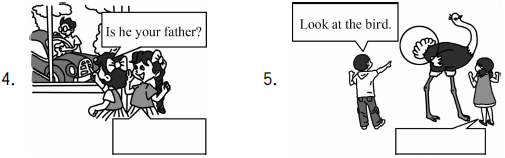 4.
Is he your father?
5.
Look at the bird.